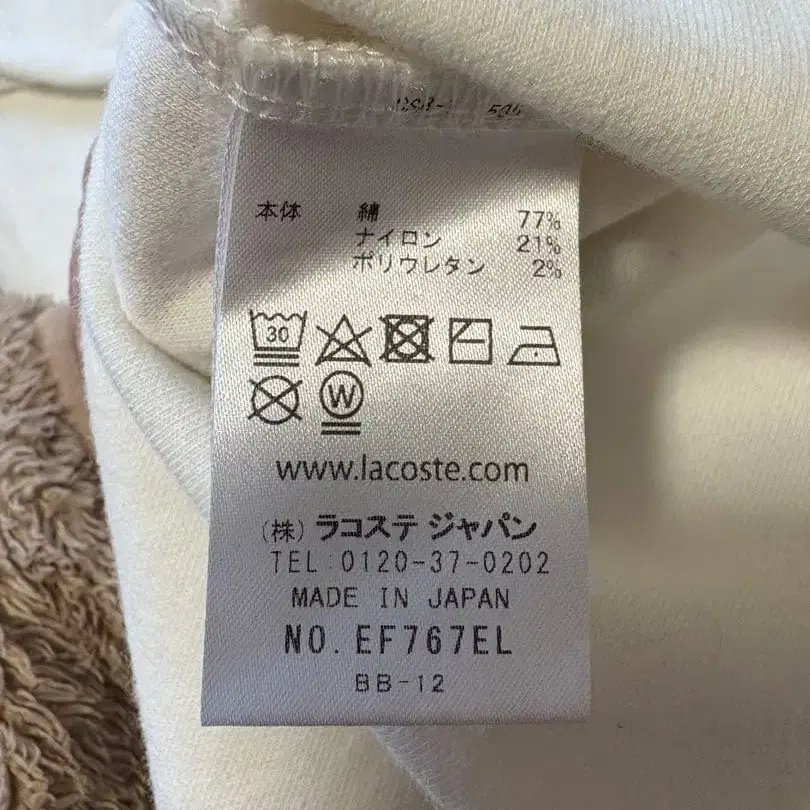 本体 綿 77%
ナイロン 21%
ポリウレタン 2%
30
W
www.lacoste.com
(株) ラコステ ジャパン
TEL:0120-37-0202
MADE IN JAPAN
NO. EF767EL
BB-12